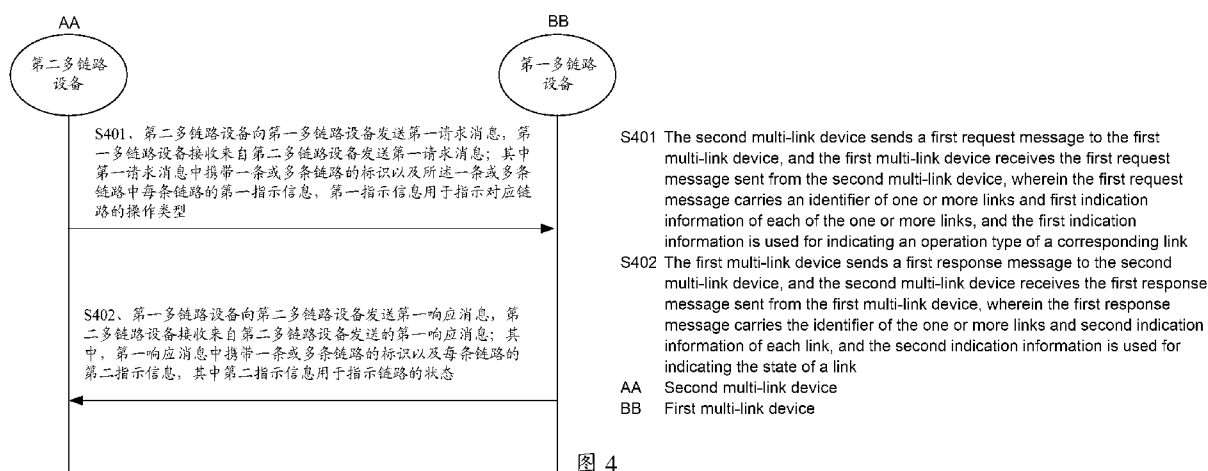 AA
BB
第二多链路
设备
第一多链路
设备
S401、第二多链路设备向第一多链路设备发送第一请求消息，第
一多链路设备接收来自第二多链路设备发送第一请求消息；其中
第一请求消息中携带一条或多条链路的标识以及所述一条或多条
链路中每条链路的第一指示信息，第一指示信息用于指示对应链
路的操作类型
S402、第一多链路设备向第二多链路设备发送第一响应消息，第
二多链路设备接收来自第二多链路设备发送的第一响应消息；其
中，第一响应消息中携带一条或多条链路的标识以及每条链路的
第二指示信息，其中第二指示信息用于指示链路的状态
S401 The second multi-link device sends a first request message to the first
multi-link device, and the first multi-link device receives the first request
message sent from the second multi-link device, wherein the first request
message carries an identifier of one or more links and first indication
information of each of the one or more links, and the first indication
information is used for indicating an operation type of a corresponding link
S402 The first multi-link device sends a first response message to the second
multi-link device, and the second multi-link device receives the first response
message sent from the first multi-link device, wherein the first response
message carries the identifier of the one or more links and second indication
information of each link, and the second indication information is used for
indicating the state of a link
AA Second multi-link device
BB First multi-link device
图 4